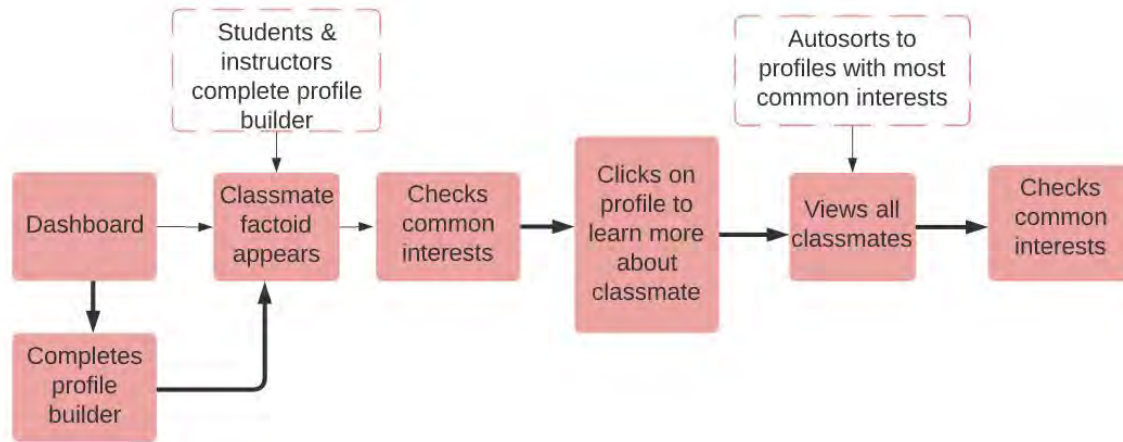 Students &
instructors
complete profile
builder
Autosorts to
profiles with most
common interests
Dashboard
Classmate
factoid
appears
Checks
common
interests
Clicks on
profile to
learn more
about
classmate
Views all
classmates
Checks
common
interests
Completes
profile
builder